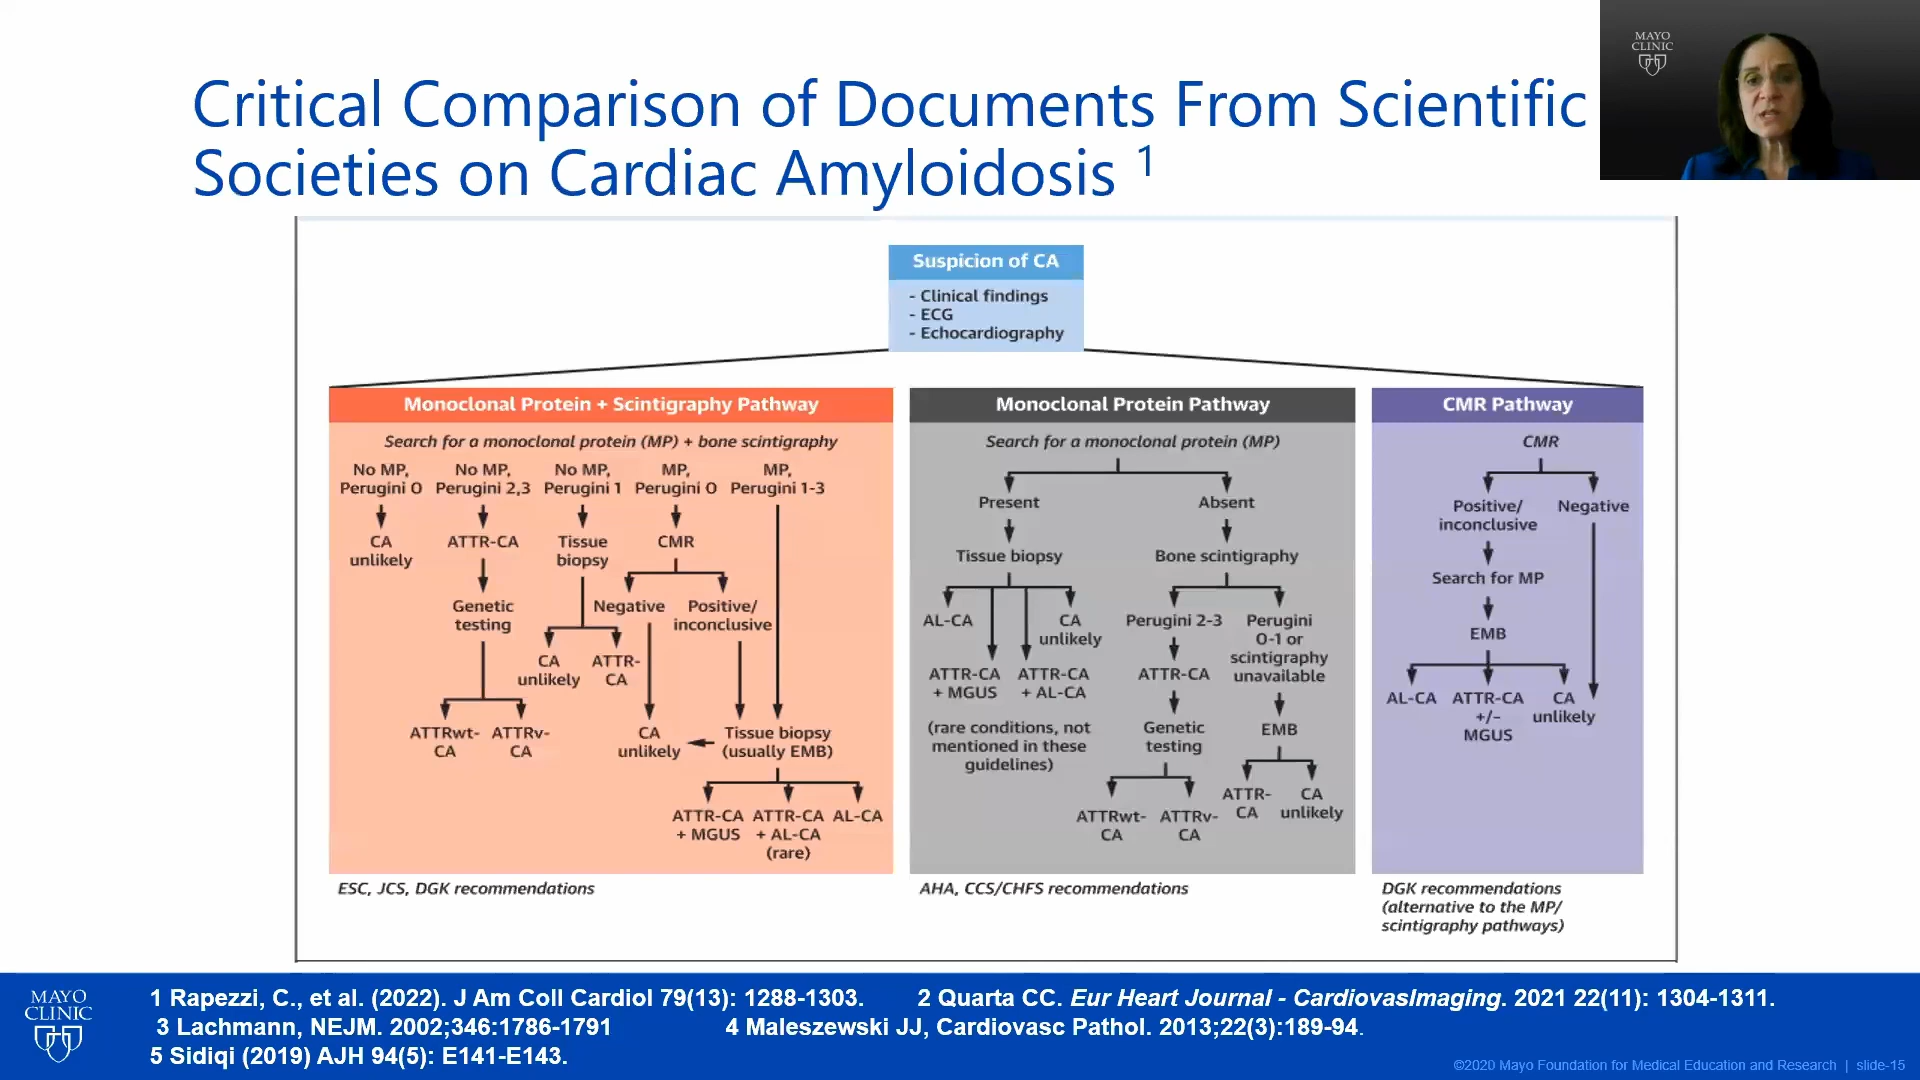 MAYO
CLINIC
Critical Comparison of Documents From Scientific
Societies on Cardiac Amyloidosis 1
Suspicion of CA
- Clinical findings
- ECG
- Echocardiography
Monoclonal Protein + Scintigraphy Pathway
Search for a monoclonal protein (MP) + bone scintigraphy
No MP,
Perugini 0
No MP,
Perugini 2,3
No MP,
Perugini 1
MP,
Perugini 0
MP,
Perugini 1-3
CA
unlikely
ATTR-CA
Tissue
biopsy
CMR
Genetic
testing
Negative
Positive/
inconclusive
CA
unlikely
ATTR-
CA
ATTRwt-
CA
ATTRv-
CA
CA
unlikely
Tissue biopsy
(usually EMB)
ATTR-CA
+ MGUS
ATTR-CA
+ AL-CA
(rare)
AL-CA
ESC, JCS, DGK recommendations
Monoclonal Protein Pathway
Search for a monoclonal protein (MP)
Present
Absent
Tissue biopsy
Bone scintigraphy
AL-CA
CA
unlikely
Perugini 2-3
Perugini
0-1 or
scintigraphy
unavailable
ATTR-CA
+ MGUS
ATTR-CA
+ AL-CA
ATTR-CA
(rare conditions, not
mentioned in these
guidelines)
Genetic
testing
EMB
ATTR-
CA
CA
unlikely
ATTRwt-
CA
ATTRv-
CA
AHA, CCS/CHFS recommendations
CMR Pathway
CMR
Positive/
inconclusive
Negative
Search for MP
EMB
AL-CA
ATTR-CA
+/-
MGUS
CA
unlikely
DGK recommendations
(alternative to the MP/
scintigraphy pathways)
MAYO
CLINIC
1 Rapezzi, C., et al. (2022). J Am Coll Cardiol 79(13): 1288-1303.
2 Quarta CC. Eur Heart Journal - CardiovasImaging. 2021 22(11): 1304-1311.
3 Lachmann, NEJM. 2002;346:1786-1791
4 Maleszewski JJ, Cardiovasc Pathol. 2013;22(3):189-94.
5 Sidiqi (2019) AJH 94(5): E141-E143.
©2020 Mayo Foundation for Medical Education and Research | slide-15